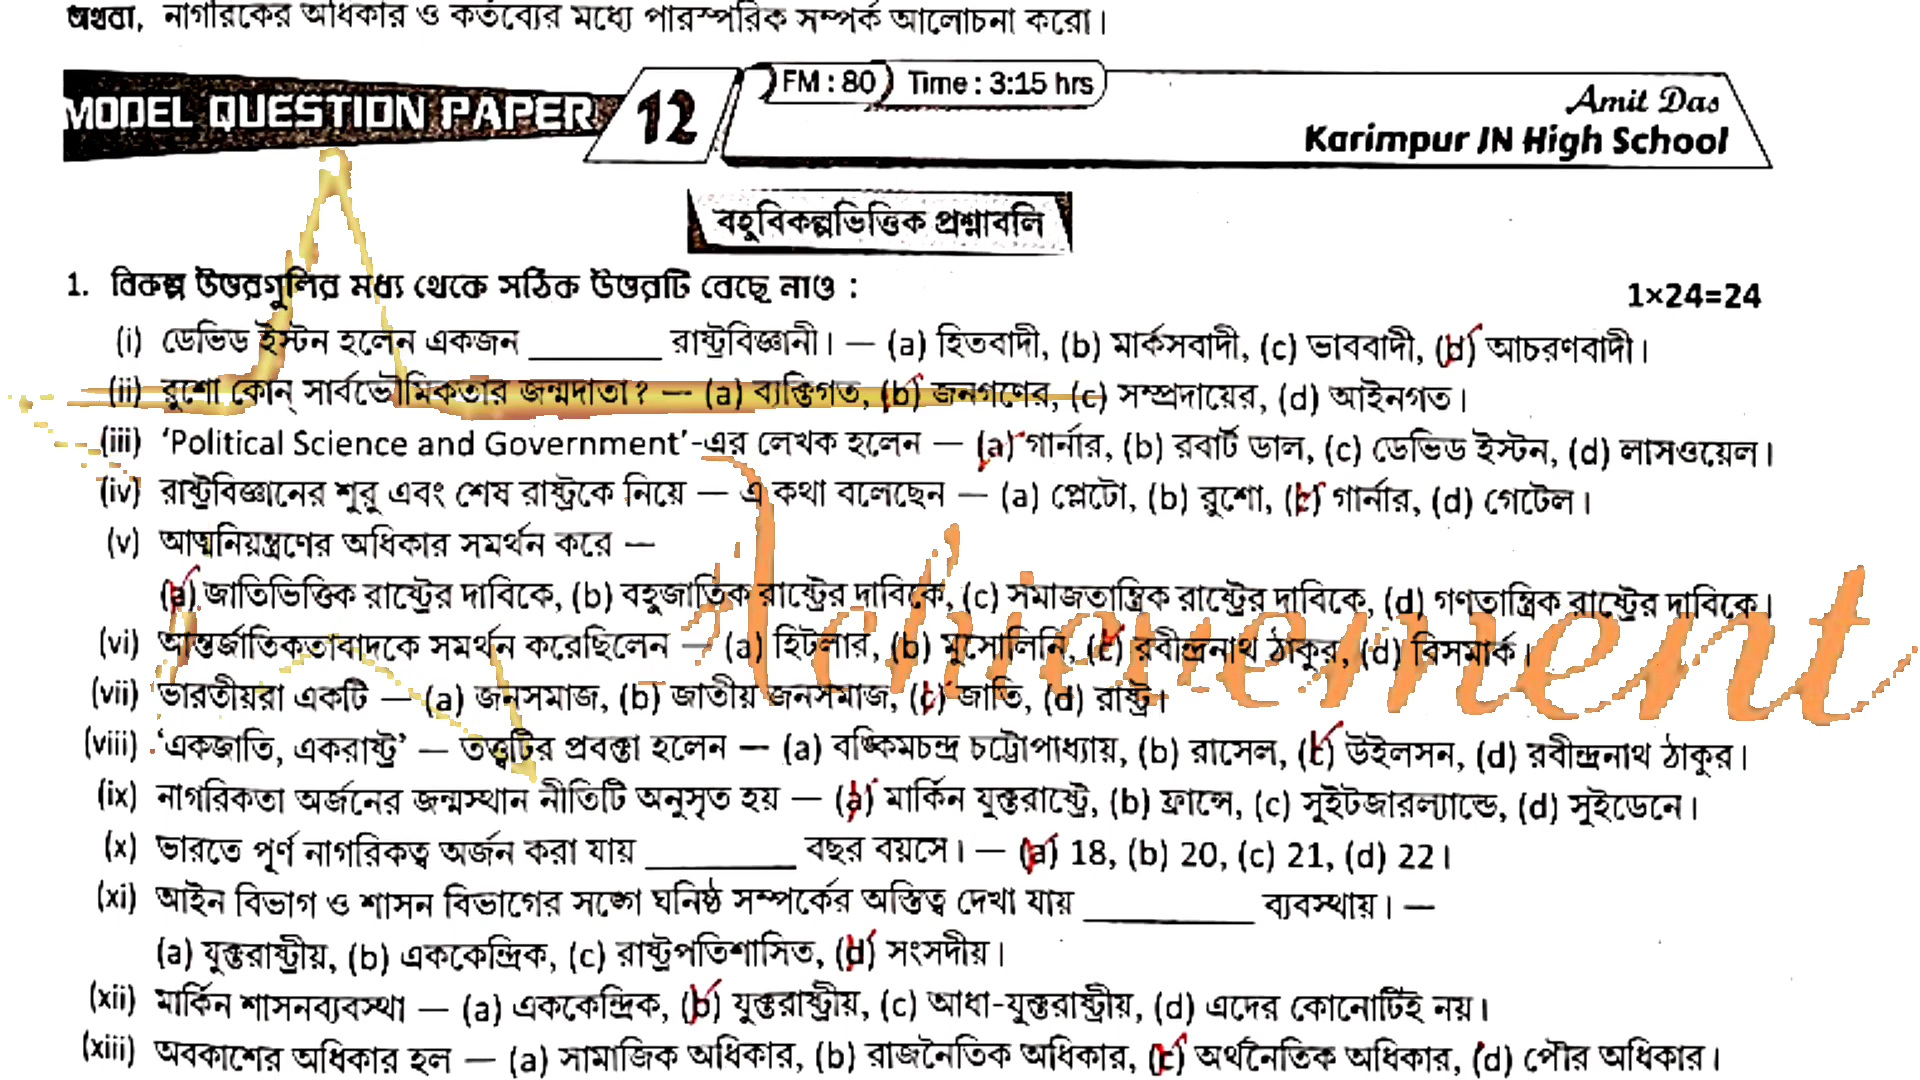 অথবা, নাগরিকের অধিকার ও কর্তব্যের মধ্যে পারস্পরিক সম্পর্ক আলোচনা করো।
MODEL QUESTION PAPER 12 FM : 80 Time : 3:15 hrs
Amit Das
Karimpur JN High School
বহুবিকল্পভিত্তিক প্রশ্নাবলি
1. বিকল্প উত্তরগুলির মধ্য থেকে সঠিক উত্তরটি বেছে নাও : 1×24=24
(i) ডেভিড ইস্টন হলেন একজন ________ রাষ্ট্রবিজ্ঞানী। — (a) হিতবাদী, (b) মার্কসবাদী, (c) ভাববাদী, (d) আচরণবাদী।
(ii) রুশো কোন্ সার্বভৌমিকতার জন্মদাতা? — (a) ব্যক্তিগত, (b) জনগণের, (c) সম্প্রদায়ের, (d) আইনগত।
(iii) ‘Political Science and Government’-এর লেখক হলেন — (a) গার্নার, (b) রবার্ট ডাল, (c) ডেভিড ইস্টন, (d) লাসওয়েল।
(iv) রাষ্ট্রবিজ্ঞানের শুরু এবং শেষ রাষ্ট্রকে নিয়ে — এ কথা বলেছেন — (a) প্লেটো, (b) রুশো, (c) গার্নার, (d) গেটেল।
(v) আত্মনিয়ন্ত্রণের অধিকার সমর্থন করে —
(a) জাতিভিত্তিক রাষ্ট্রের দাবিকে, (b) বহুজাতিক রাষ্ট্রের দাবিকে, (c) সমাজতান্ত্রিক রাষ্ট্রের দাবিকে, (d) গণতান্ত্রিক রাষ্ট্রের দাবিকে।
(vi) আন্তর্জাতিকতাবাদকে সমর্থন করেছিলেন — (a) হিটলার, (b) মুসোলিনি, (c) রবীন্দ্রনাথ ঠাকুর, (d) বিসমার্ক।
(vii) ভারতীয়রা একটি — (a) জনসমাজ, (b) জাতীয় জনসমাজ, (c) জাতি, (d) রাষ্ট্র।
(viii) ‘একজাতি, একরাষ্ট্র’ — তত্ত্বটির প্রবক্তা হলেন — (a) বঙ্কিমচন্দ্র চট্টোপাধ্যায়, (b) রাসেল, (c) উইলসন, (d) রবীন্দ্রনাথ ঠাকুর।
(ix) নাগরিকতা অর্জনের জন্মস্থান নীতিটি অনুসৃত হয় — (a) মার্কিন যুক্তরাষ্ট্রে, (b) ফ্রান্সে, (c) সুইটজারল্যান্ডে, (d) সুইডেনে।
(x) ভারতে পূর্ণ নাগরিকত্ব অর্জন করা যায় ________ বছর বয়সে। — (a) 18, (b) 20, (c) 21, (d) 22।
(xi) আইন বিভাগ ও শাসন বিভাগের সঙ্গে ঘনিষ্ঠ সম্পর্কের অস্তিত্ব দেখা যায় ________ ব্যবস্থায়। —
(a) যুক্তরাষ্ট্রীয়, (b) এককেন্দ্রিক, (c) রাষ্ট্রপতিশাসিত, (d) সংসদীয়।
(xii) মার্কিন শাসনব্যবস্থা — (a) এককেন্দ্রিক, (b) যুক্তরাষ্ট্রীয়, (c) আধা-যুক্তরাষ্ট্রীয়, (d) এদের কোনোটিই নয়।
(xiii) অবকাশের অধিকার হল — (a) সামাজিক অধিকার, (b) রাজনৈতিক অধিকার, (c) অর্থনৈতিক অধিকার, (d) পৌর অধিকার।
Achievement